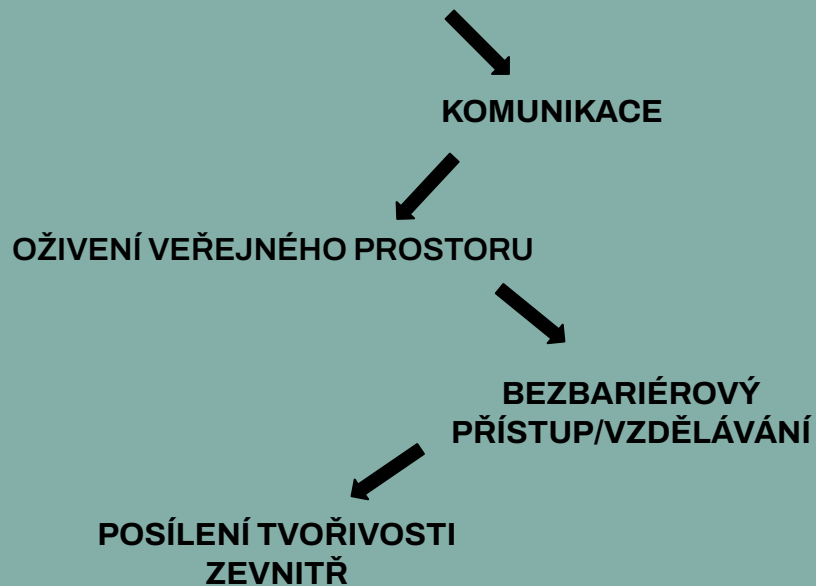 KOMUNIKACE
OŽIVENÍ VEŘEJNÉHO PROSTORU
BEZBARIÉROVÝ
PŘÍSTUP/VZDĚLÁVÁNÍ
POSÍLENÍ TVOŘIVOSTI
ZEVNITŘ